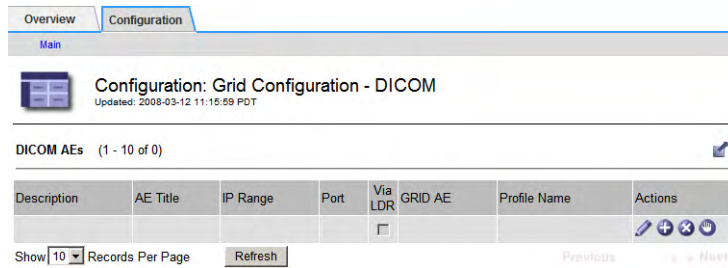 Overview Configuration
Main
Configuration: Grid Configuration - DICOM
Updated: 2008-03-12 11:15:59 PDT
DICOM AEs (1 - 10 of 0)
Description AE Title IP Range Port Via LDR GRID AE Profile Name Actions
Show 10 Records Per Page Refresh Previous Next